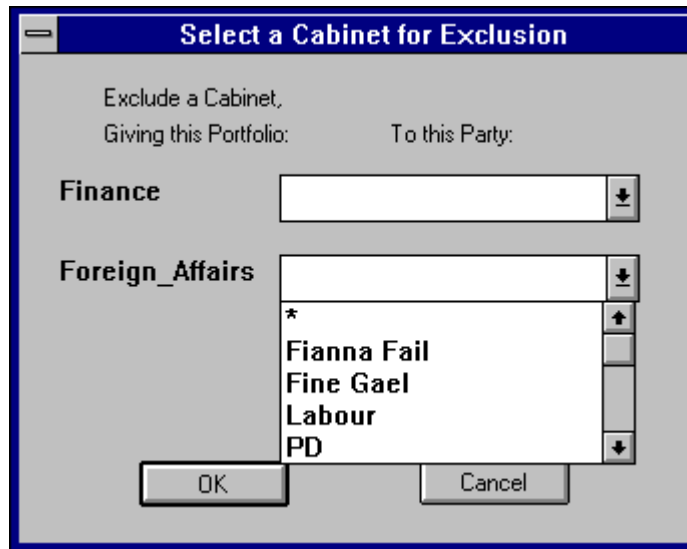 Select a Cabinet for Exclusion
Exclude a Cabinet,
Giving this Portfolio: To this Party:
Finance
Foreign_Affairs
*
Fianna Fail
Fine Gael
Labour
PD
OK Cancel